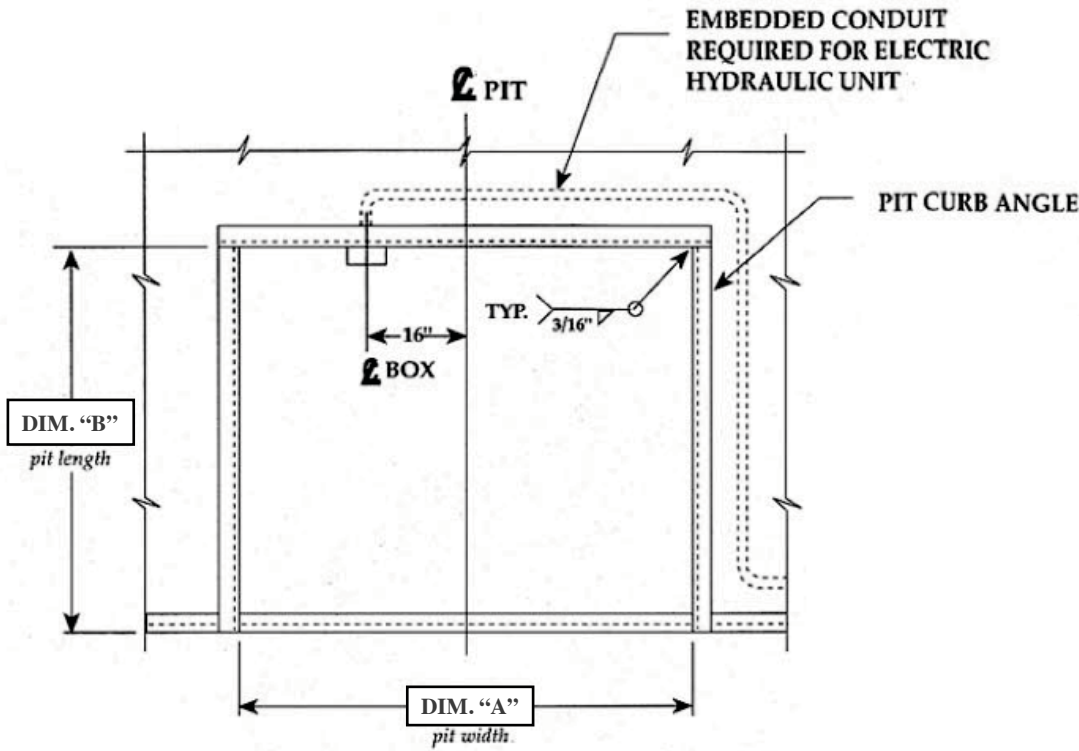 EMBEDDED CONDUIT
REQUIRED FOR ELECTRIC
HYDRAULIC UNIT
℄ PIT
PIT CURB ANGLE
TYP.
3/16"
16"
℄ BOX
DIM. “B”
pit length
DIM. “A”
pit width